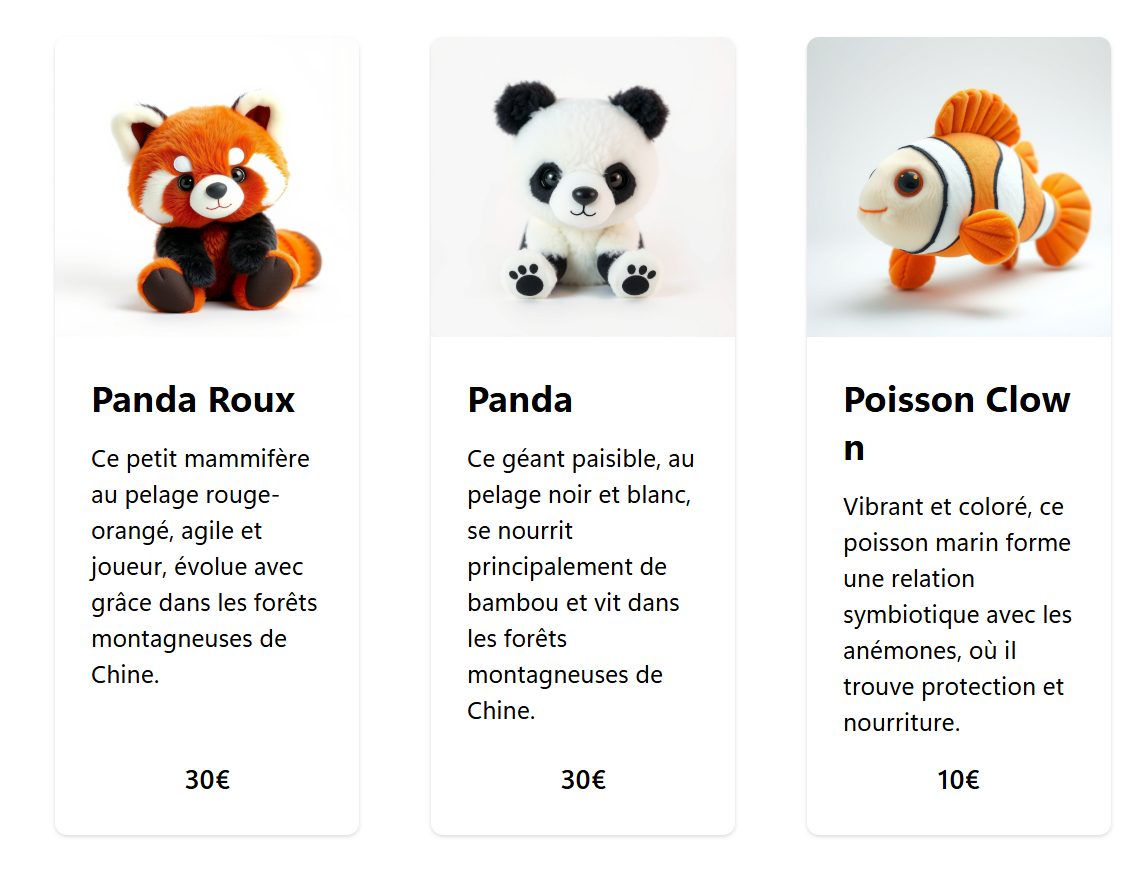 Panda Roux
Ce petit mammifère
au pelage rouge-
orangé, agile et
joueur, évolue avec
grâce dans les forêts
montagneuses de
Chine.
30€
Panda
Ce géant paisible, au
pelage noir et blanc,
se nourrit
principalement de
bambou et vit dans
les forêts
montagneuses de
Chine.
30€
Poisson Clow
n
Vibrant et coloré, ce
poisson marin forme
une relation
symbiotique avec les
anémones, où il
trouve protection et
nourriture.
10€